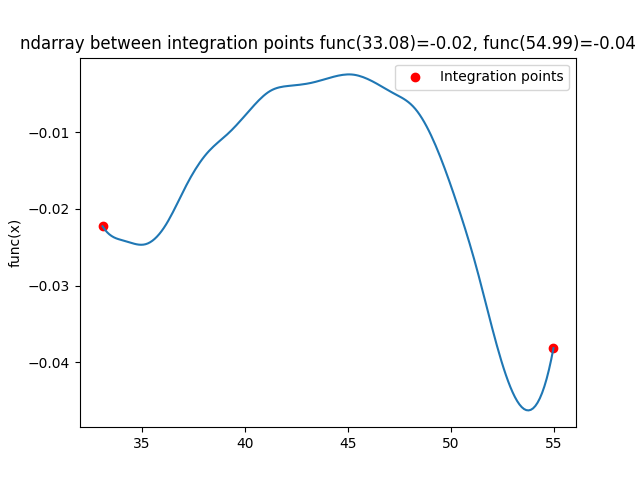 ndarray between integration points func(33.08)=-0.02, func(54.99)=-0.04
Integration points
−0.01
−0.02
−0.03
−0.04
func(x)
35 40 45 50 55